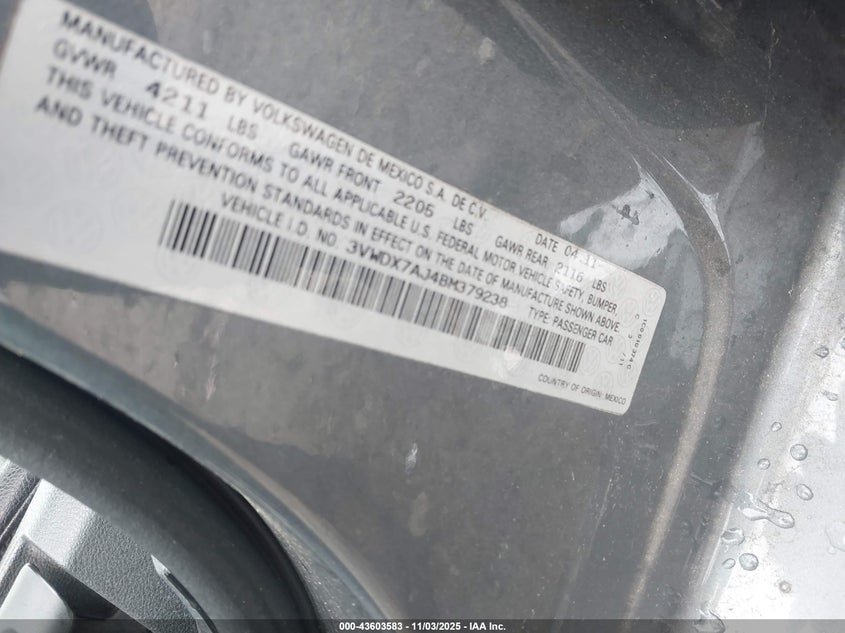 MANUFACTURED BY VOLKSWAGEN DE MEXICO S.A. DE C.V. DATE 04.11
GVWR 4211 LBS GAWR FRONT 2205 LBS GAWR REAR 2116 LBS
THIS VEHICLE CONFORMS TO ALL APPLICABLE U.S. FEDERAL MOTOR VEHICLE SAFETY, BUMPER,
AND THEFT PREVENTION STANDARDS IN EFFECT ON THE DATE OF MANUFACTURE SHOWN ABOVE.
VEHICLE I.D. NO. 3VWDX7AJ4BM379238 TYPE: PASSENGER CAR
COUNTRY OF ORIGIN: MEXICO
000-43603583 - 11/03/2025 - IAA Inc.